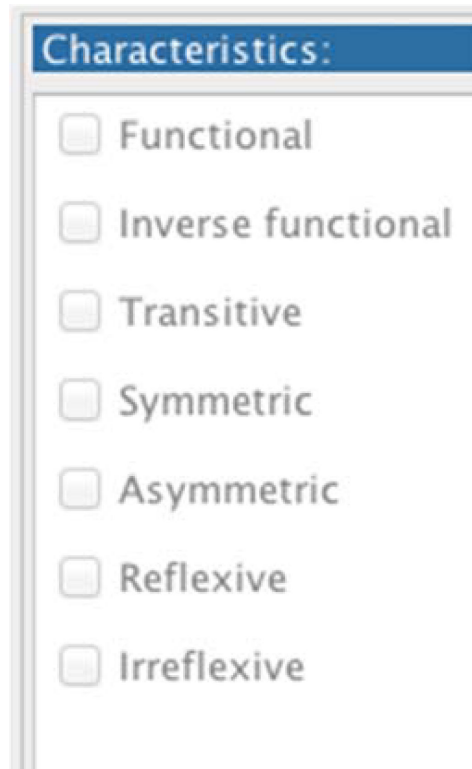 Characteristics:
Functional
Inverse functional
Transitive
Symmetric
Asymmetric
Reflexive
Irreflexive